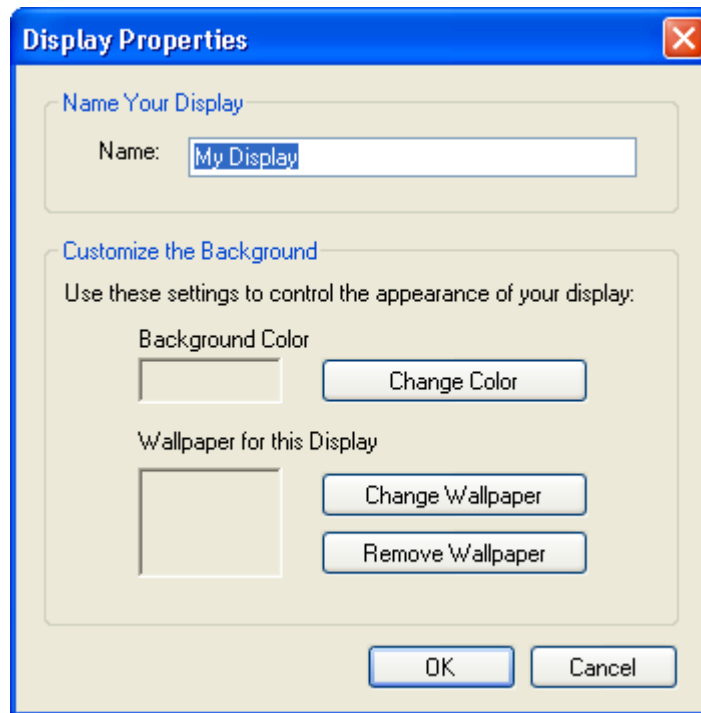 Display Properties
Name Your Display
Name: My Display
Customize the Background
Use these settings to control the appearance of your display:
Background Color
Change Color
Wallpaper for this Display
Change Wallpaper
Remove Wallpaper
OK Cancel